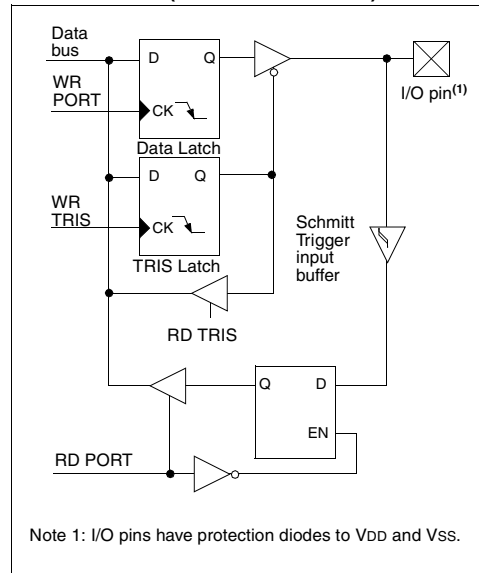 Data
bus
D
Q
I/O pin(1)
WR
PORT
CK
Data Latch
D
Q
WR
TRIS
CK
TRIS Latch
Schmitt
Trigger
input
buffer
RD TRIS
Q
D
EN
RD PORT
Note 1: I/O pins have protection diodes to VDD and VSS.